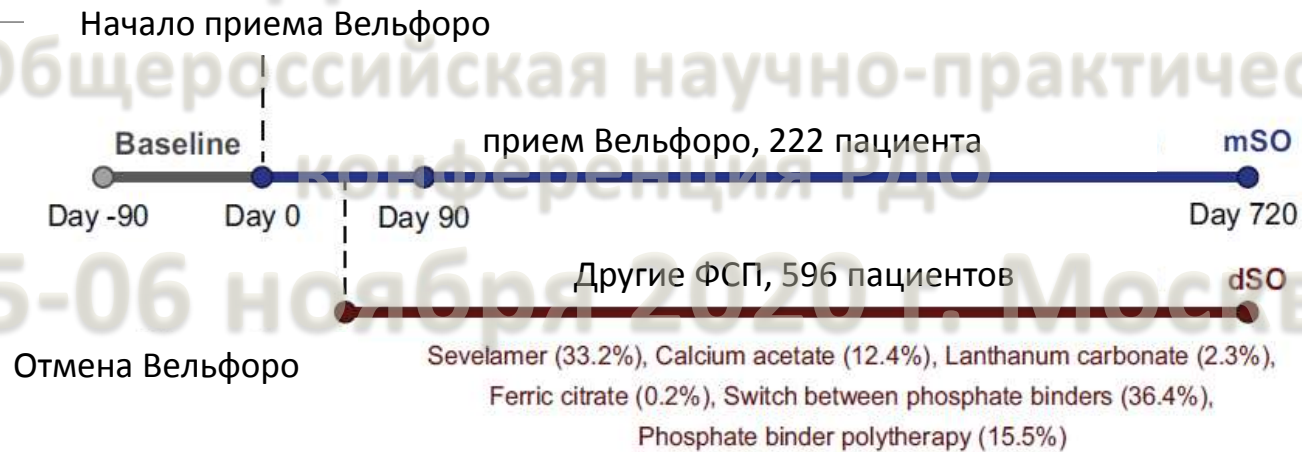 Начало приема Вельфоро
Общероссийская научно-практичес
Baseline
прием Вельфоро, 222 пациента
mSO
конференция РДО
Day -90
Day 0
Day 90
Day 720
Другие ФСП, 596 пациентов
dSO
5-06 ноября 2020 г. Москв
Отмена Вельфоро
Sevelamer (33.2%), Calcium acetate (12.4%), Lanthanum carbonate (2.3%),
Ferric citrate (0.2%), Switch between phosphate binders (36.4%),
Phosphate binder polytherapy (15.5%)